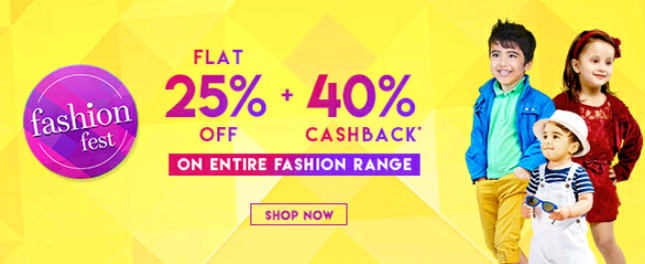 fashion
fest
FLAT
25% + 40%
OFF CASHBACK*
ON ENTIRE FASHION RANGE
SHOP NOW